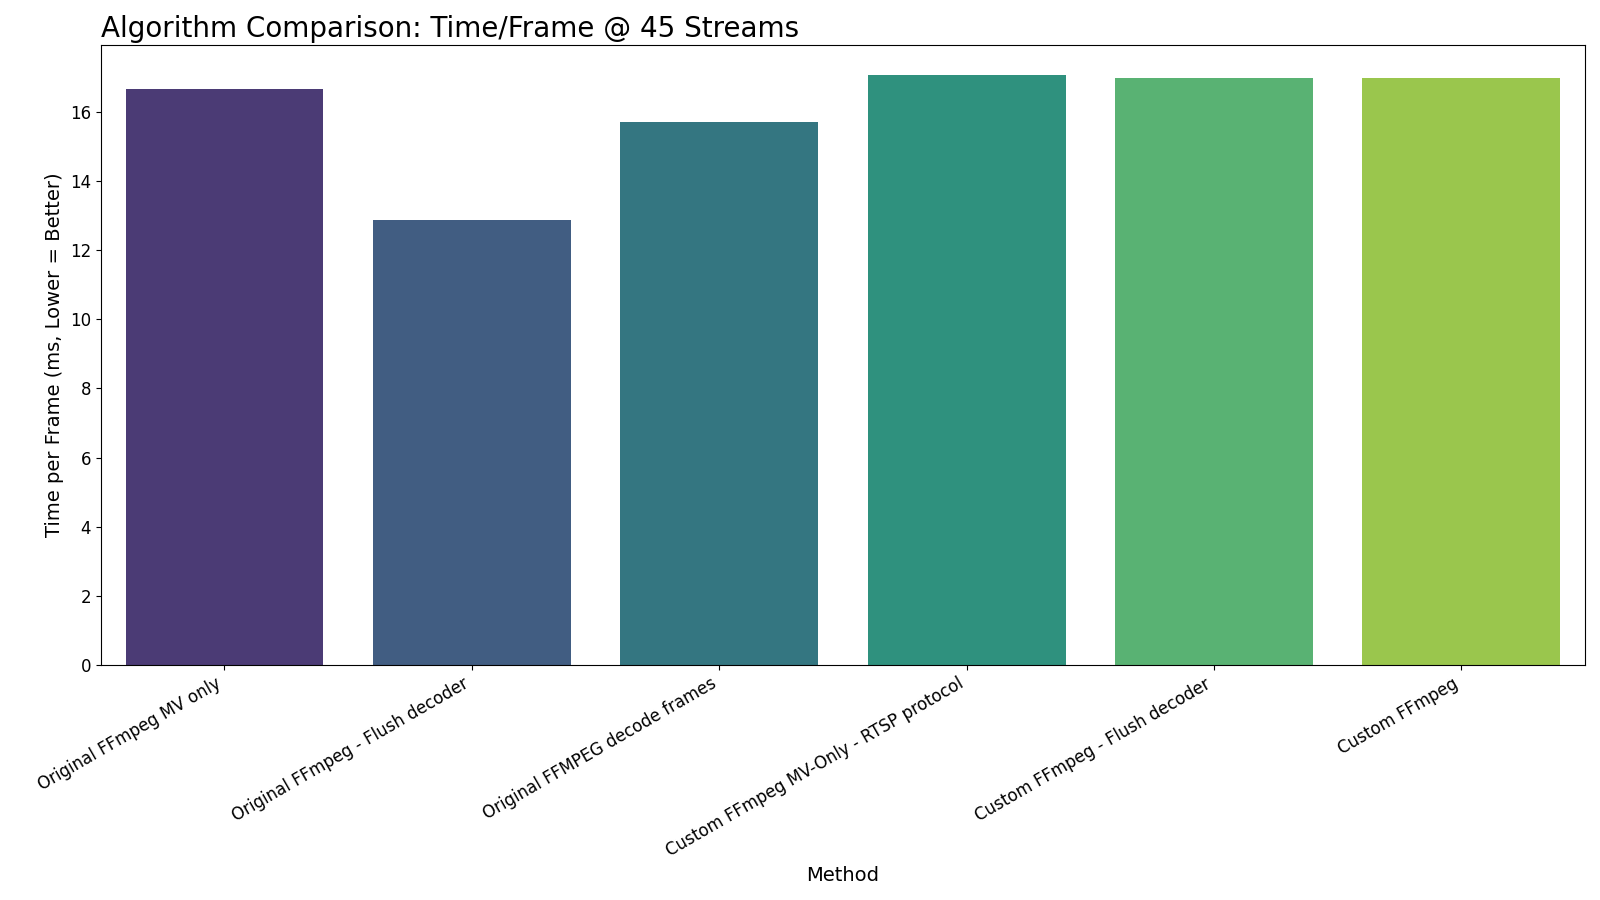 Algorithm Comparison: Time/Frame @ 45 Streams
Time per Frame (ms, Lower = Better)
16
14
12
10
8
6
4
2
0
Original FFmpeg MV only
Original FFmpeg - Flush decoder
Original FFMPEG decode frames
Custom FFmpeg MV-Only - RTSP protocol
Custom FFmpeg - Flush decoder
Custom FFmpeg
Method